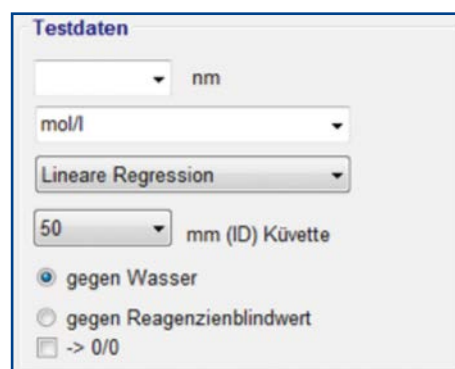 Testdaten
nm
mol/l
Lineare Regression
50 mm (ID) Küvette
gegen Wasser
gegen Reagenzienblindwert
-> 0/0